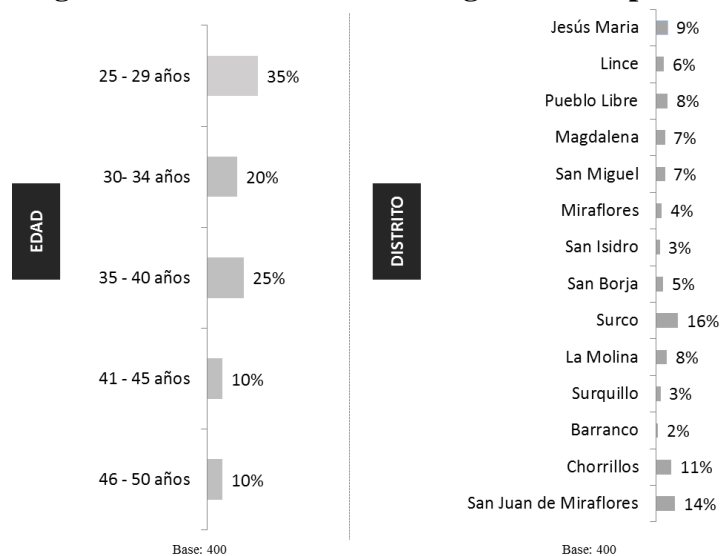 EDAD
25 - 29 años 35%
30- 34 años 20%
35 - 40 años 25%
41 - 45 años 10%
46 - 50 años 10%
Base: 400
DISTRITO
Jesús Maria 9%
Lince 6%
Pueblo Libre 8%
Magdalena 7%
San Miguel 7%
Miraflores 4%
San Isidro 3%
San Borja 5%
Surco 16%
La Molina 8%
Surquillo 3%
Barranco 2%
Chorrillos 11%
San Juan de Miraflores 14%
Base: 400